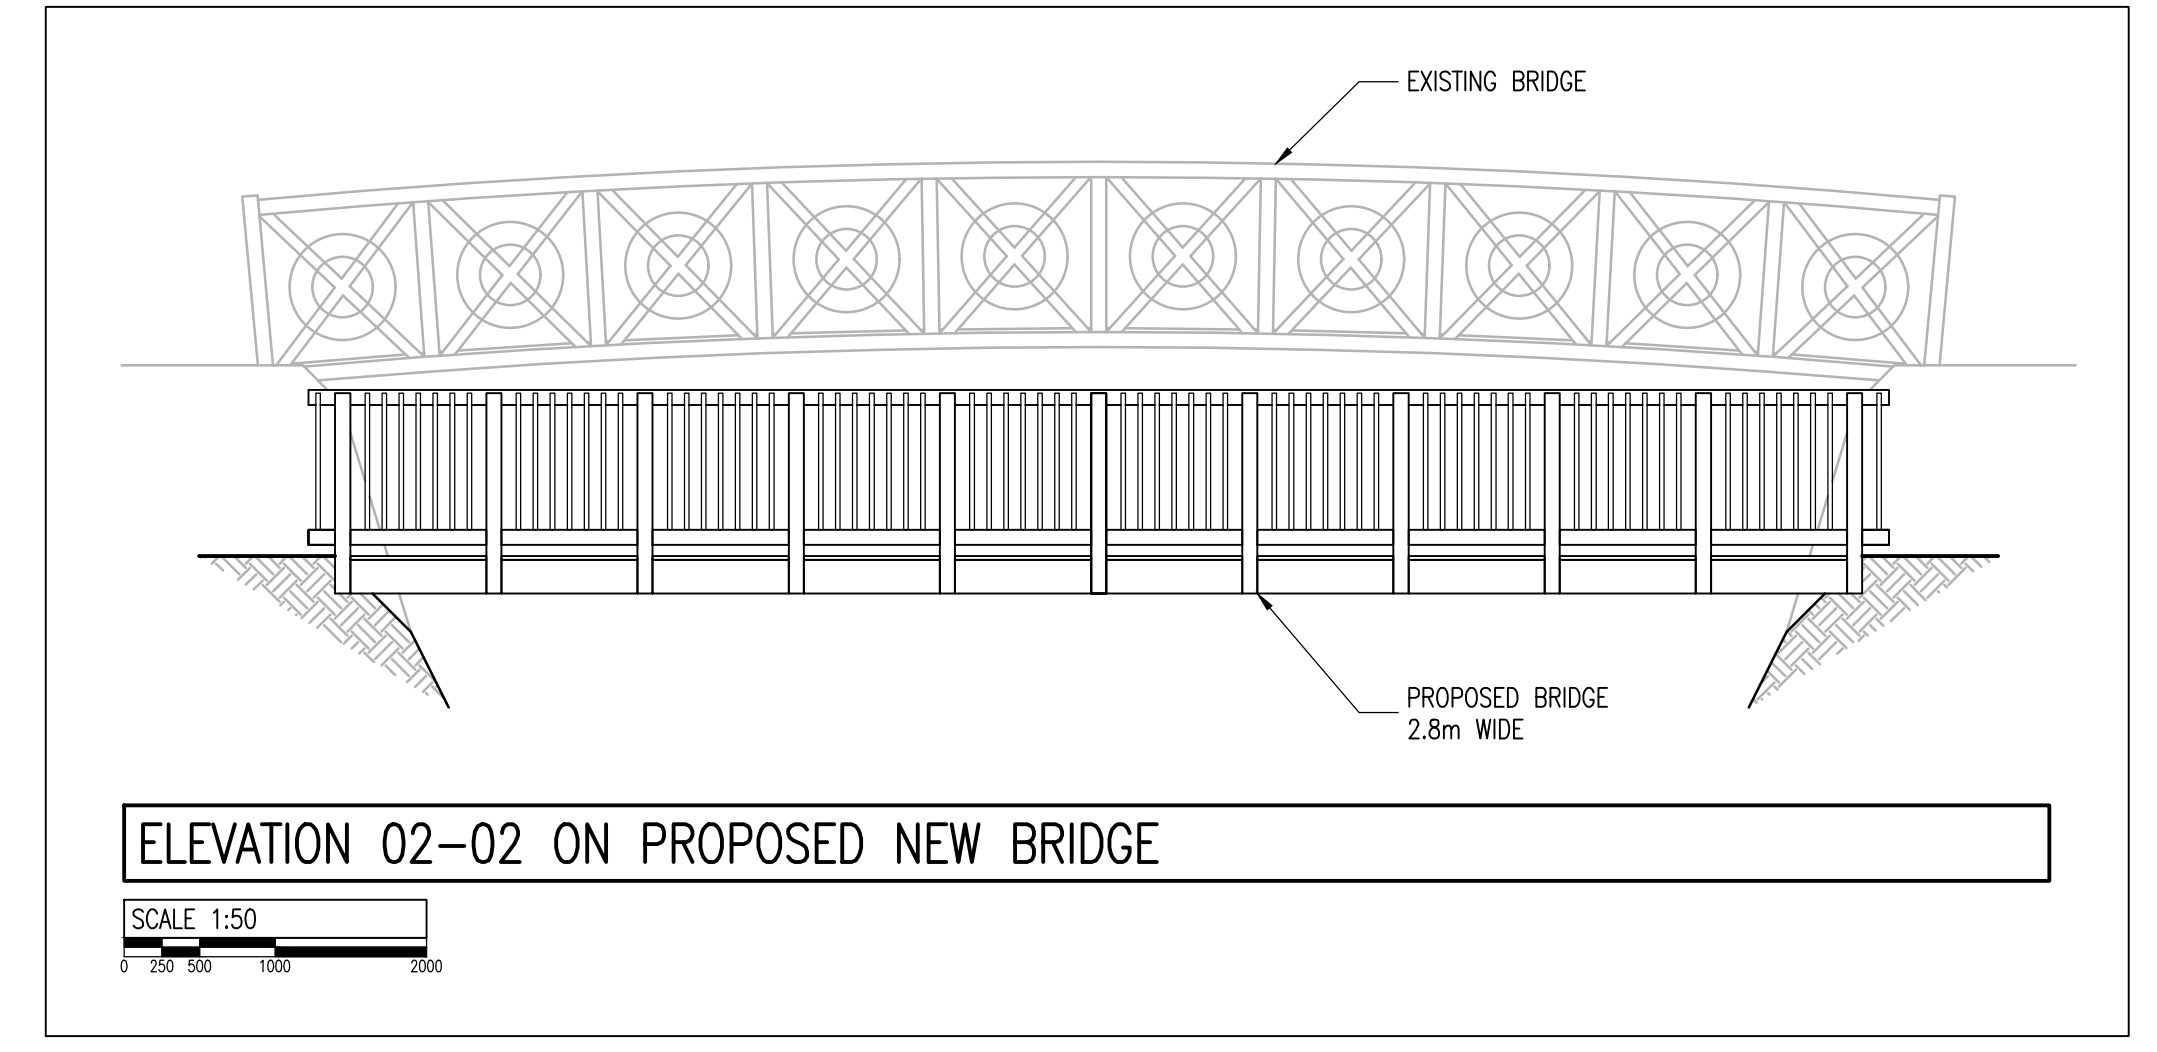 EXISTING BRIDGE
PROPOSED BRIDGE
2.8m WIDE
ELEVATION 02-02 ON PROPOSED NEW BRIDGE
SCALE 1:50
0 250 500 1000 2000